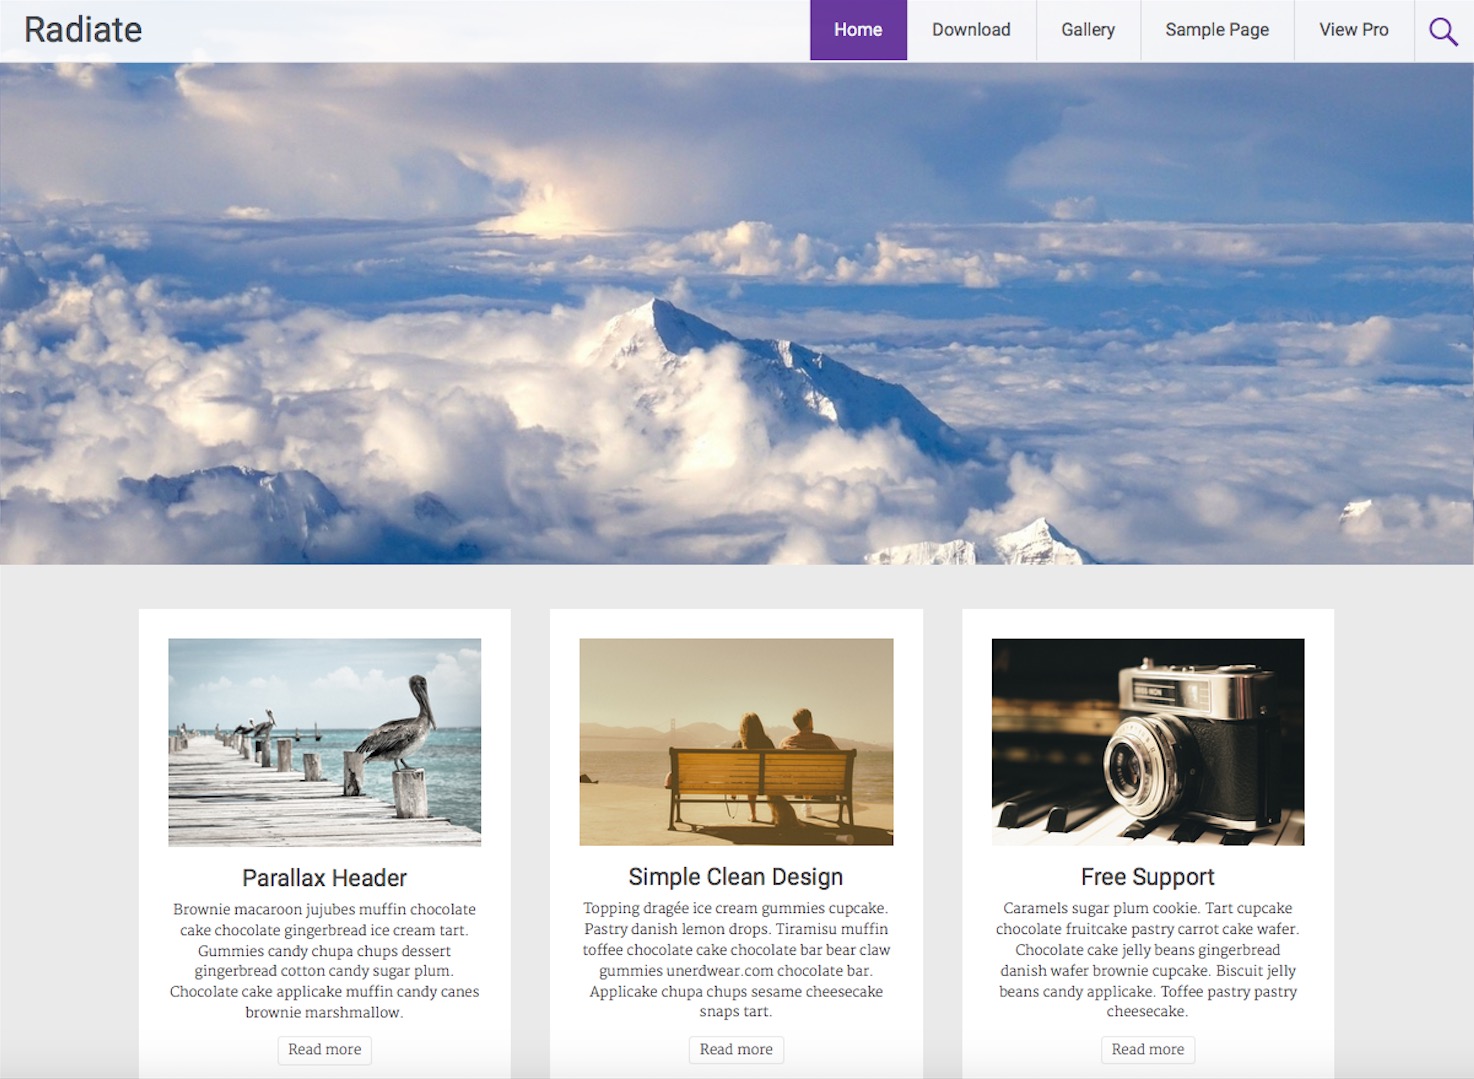 Radiate
Home Download Gallery Sample Page View Pro
Parallax Header
Brownie macaroon jujubes muffin chocolate
cake chocolate gingerbread ice cream tart.
Gummies candy chupa chups dessert
gingerbread cotton candy sugar plum.
Chocolate cake applicake muffin candy canes
brownie marshmallow.
Read more
Simple Clean Design
Topping dragée ice cream gummies cupcake.
Pastry danish lemon drops. Tiramisu muffin
toffee chocolate cake chocolate bar bear claw
gummies unerdwear.com chocolate bar.
Applicake chupa chups sesame cheesecake
snaps tart.
Read more
Free Support
Caramels sugar plum cookie. Tart cupcake
chocolate fruitcake pastry carrot cake wafer.
Chocolate cake jelly beans gingerbread
danish wafer brownie cupcake. Biscuit jelly
beans candy applicake. Toffee pastry pastry
cheesecake.
Read more